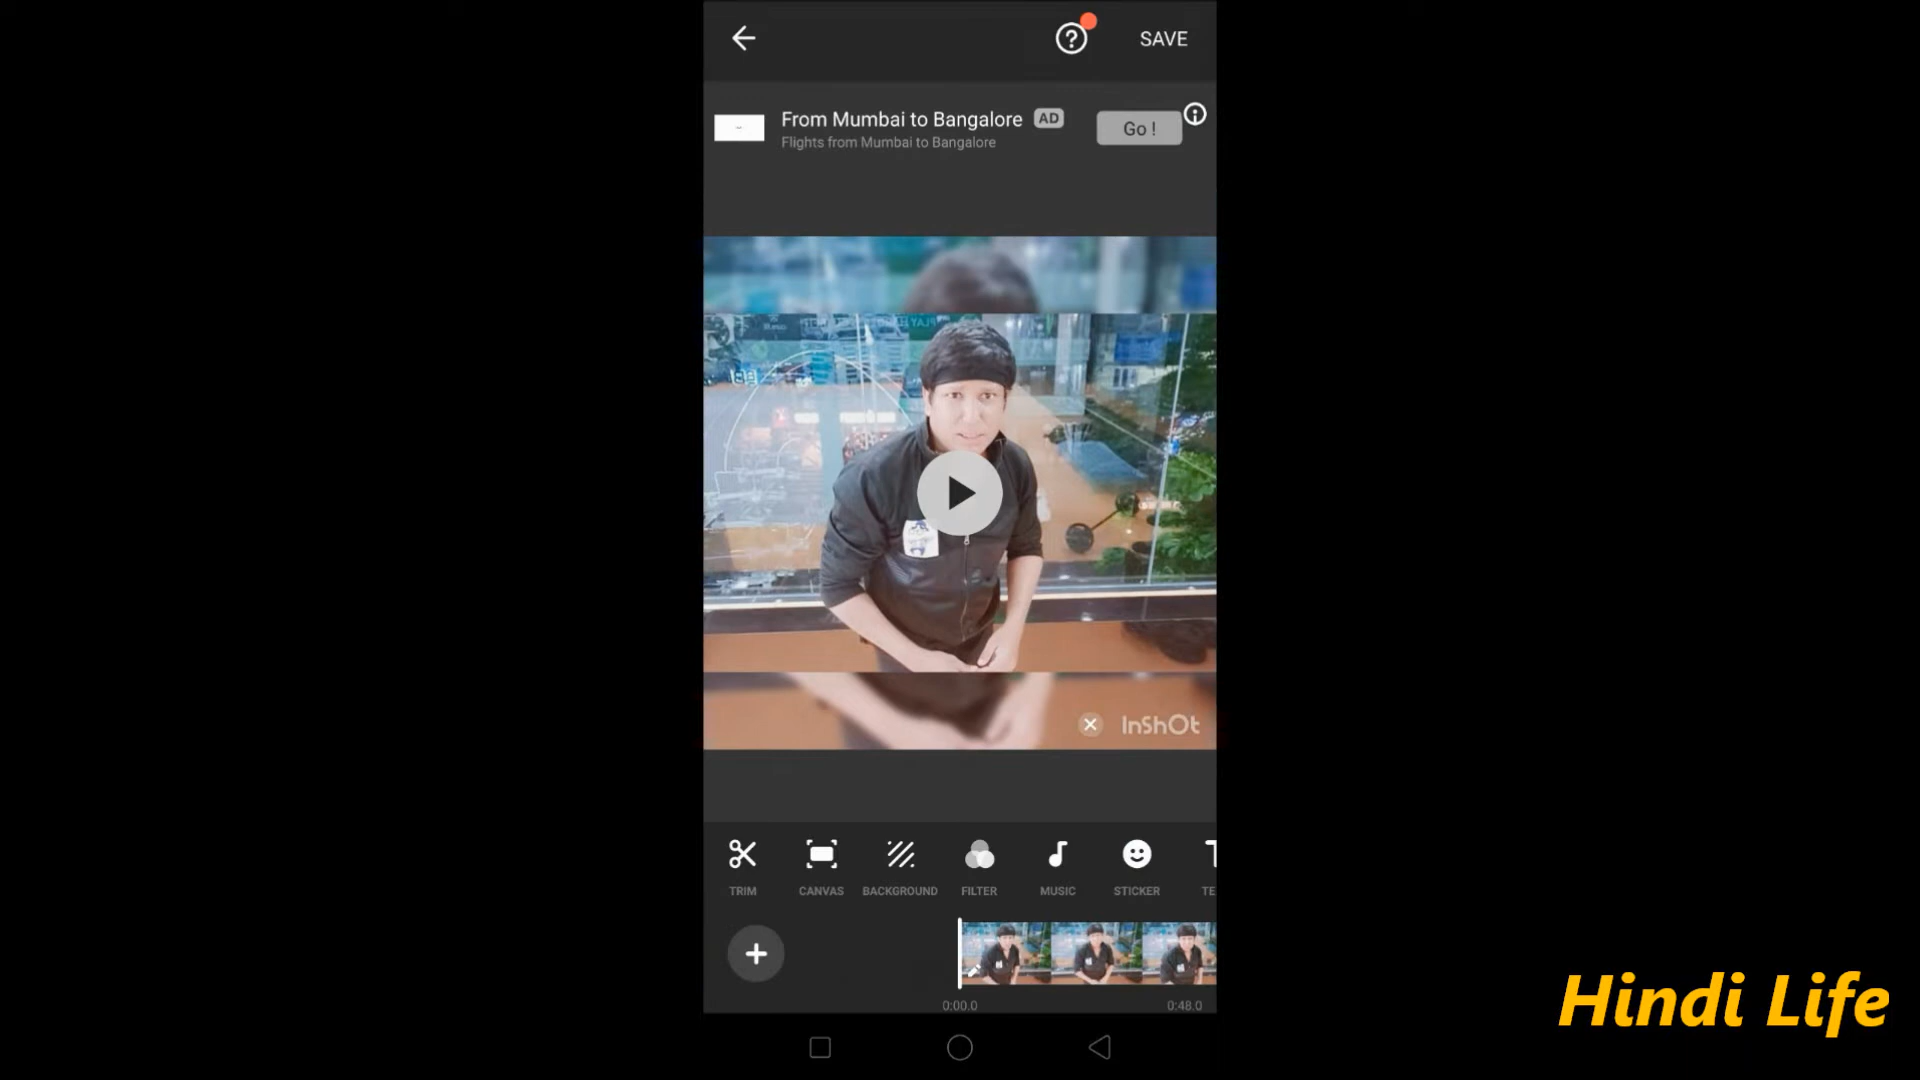 SAVE
From Mumbai to Bangalore AD
Flights from Mumbai to Bangalore
Go !
InShOt
TRIM
CANVAS
BACKGROUND
FILTER
MUSIC
STICKER
TE
0:00.0
0:48.0
Hindi Life